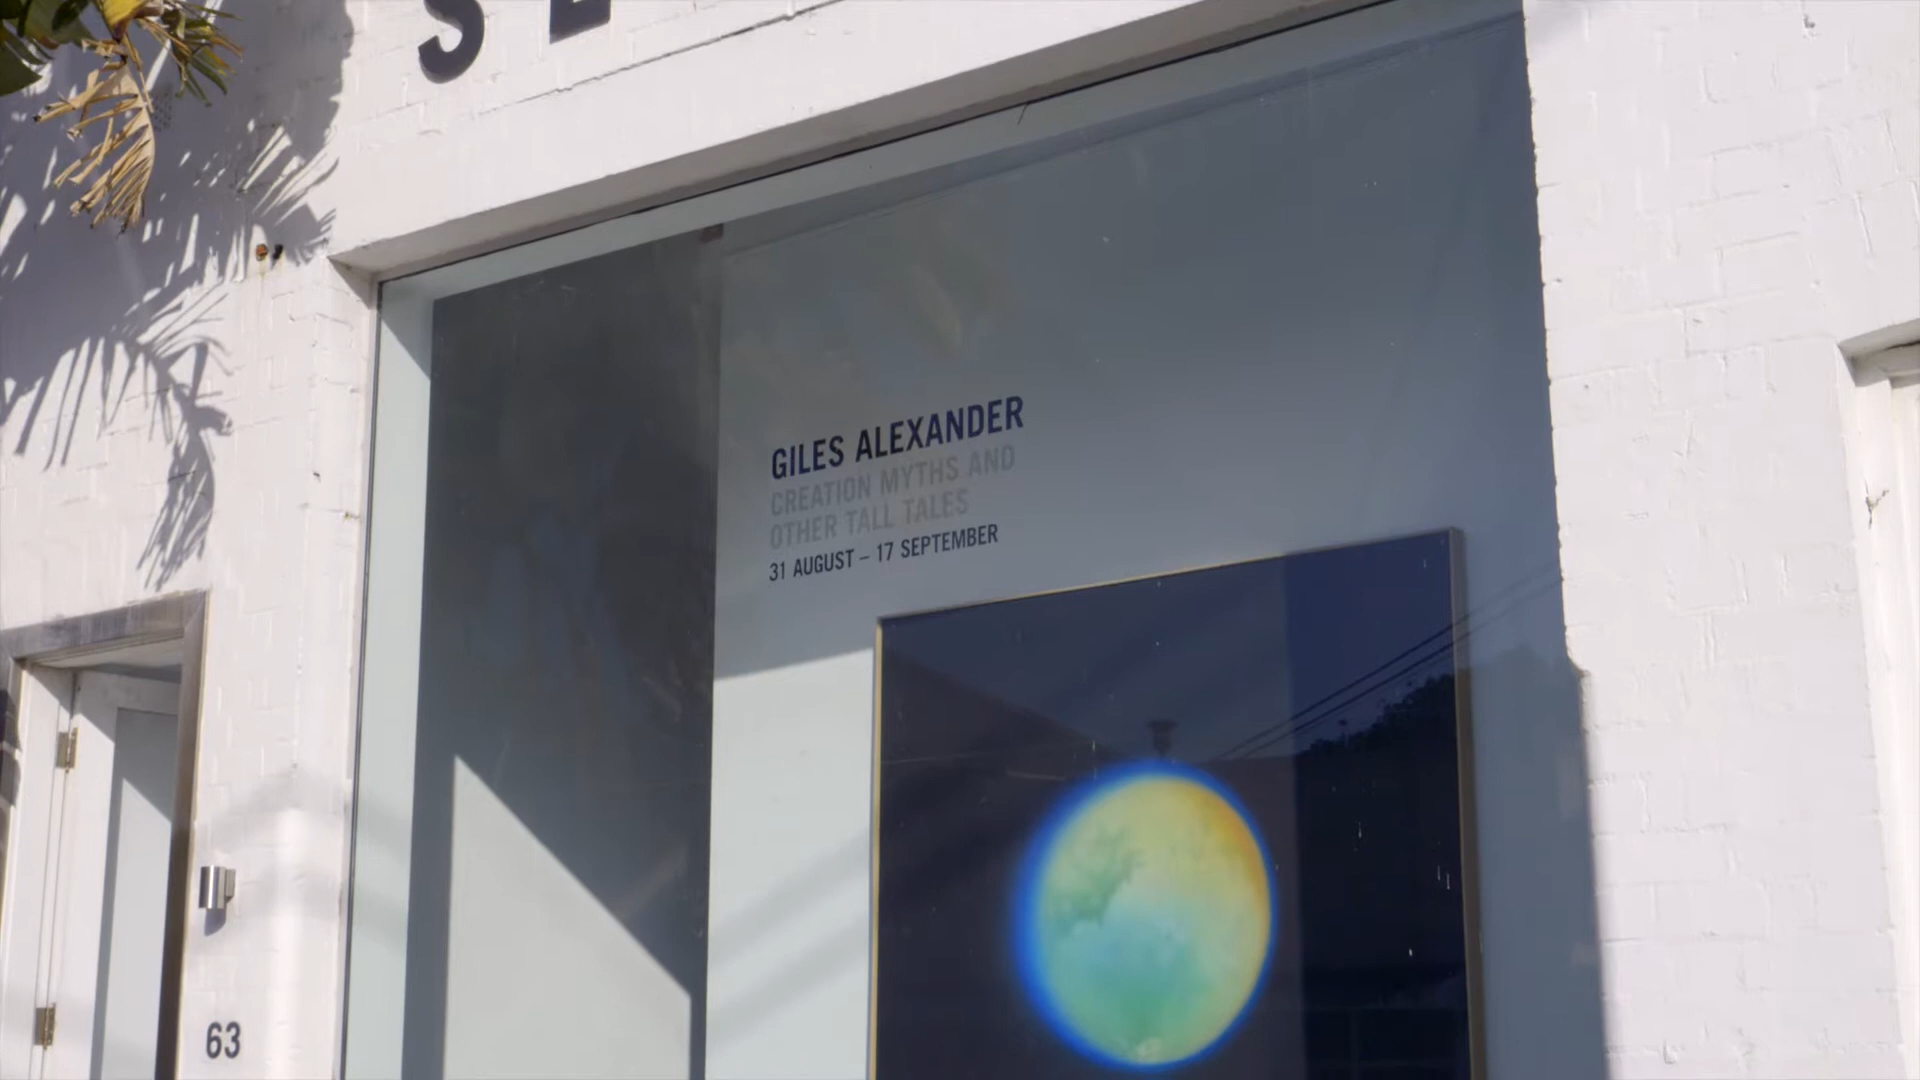 GILES ALEXANDER
CREATION MYTHS AND
OTHER TALL TALES
31 AUGUST – 17 SEPTEMBER
63